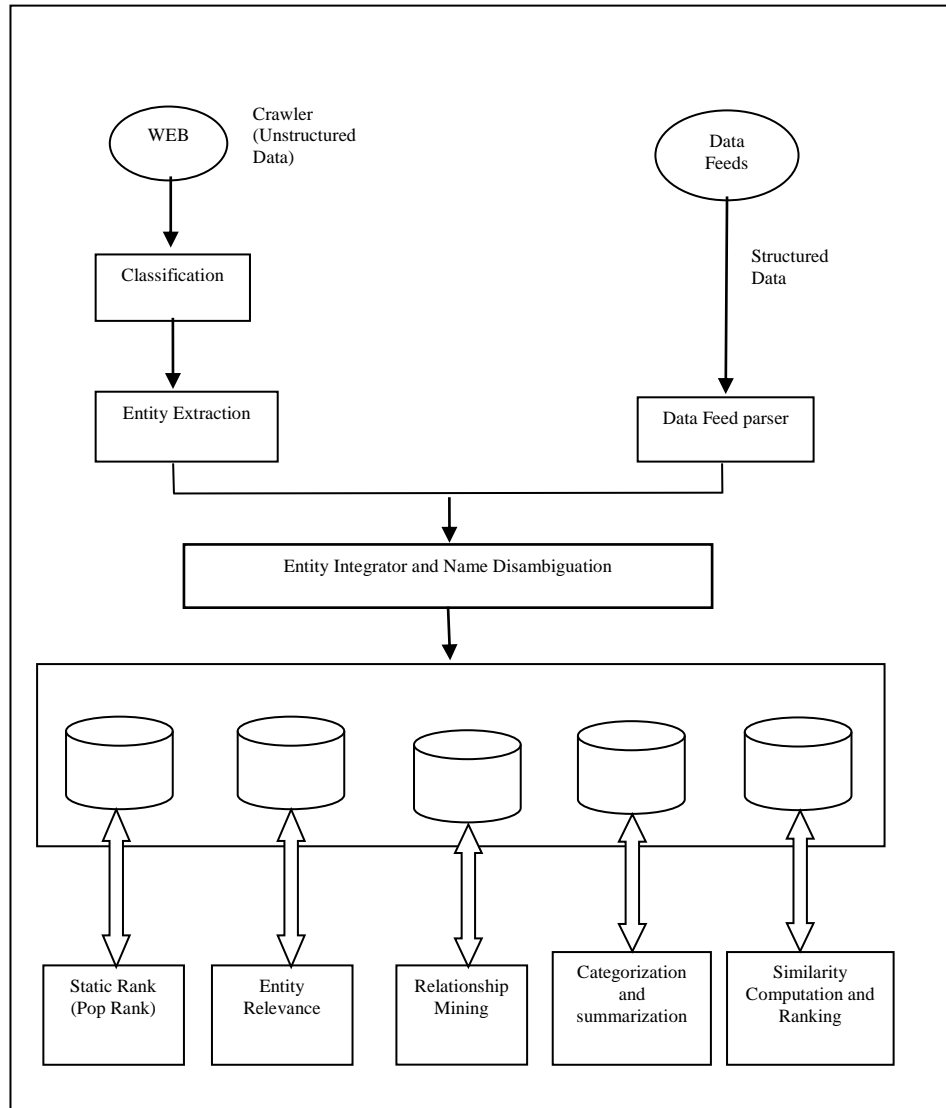 WEB
Crawler
(Unstructured
Data)
Data
Feeds
Classification
Structured
Data
Entity Extraction
Data Feed parser
Entity Integrator and Name Disambiguation
Static Rank
(Pop Rank)
Entity
Relevance
Relationship
Mining
Categorization
and
summarization
Similarity
Computation and
Ranking